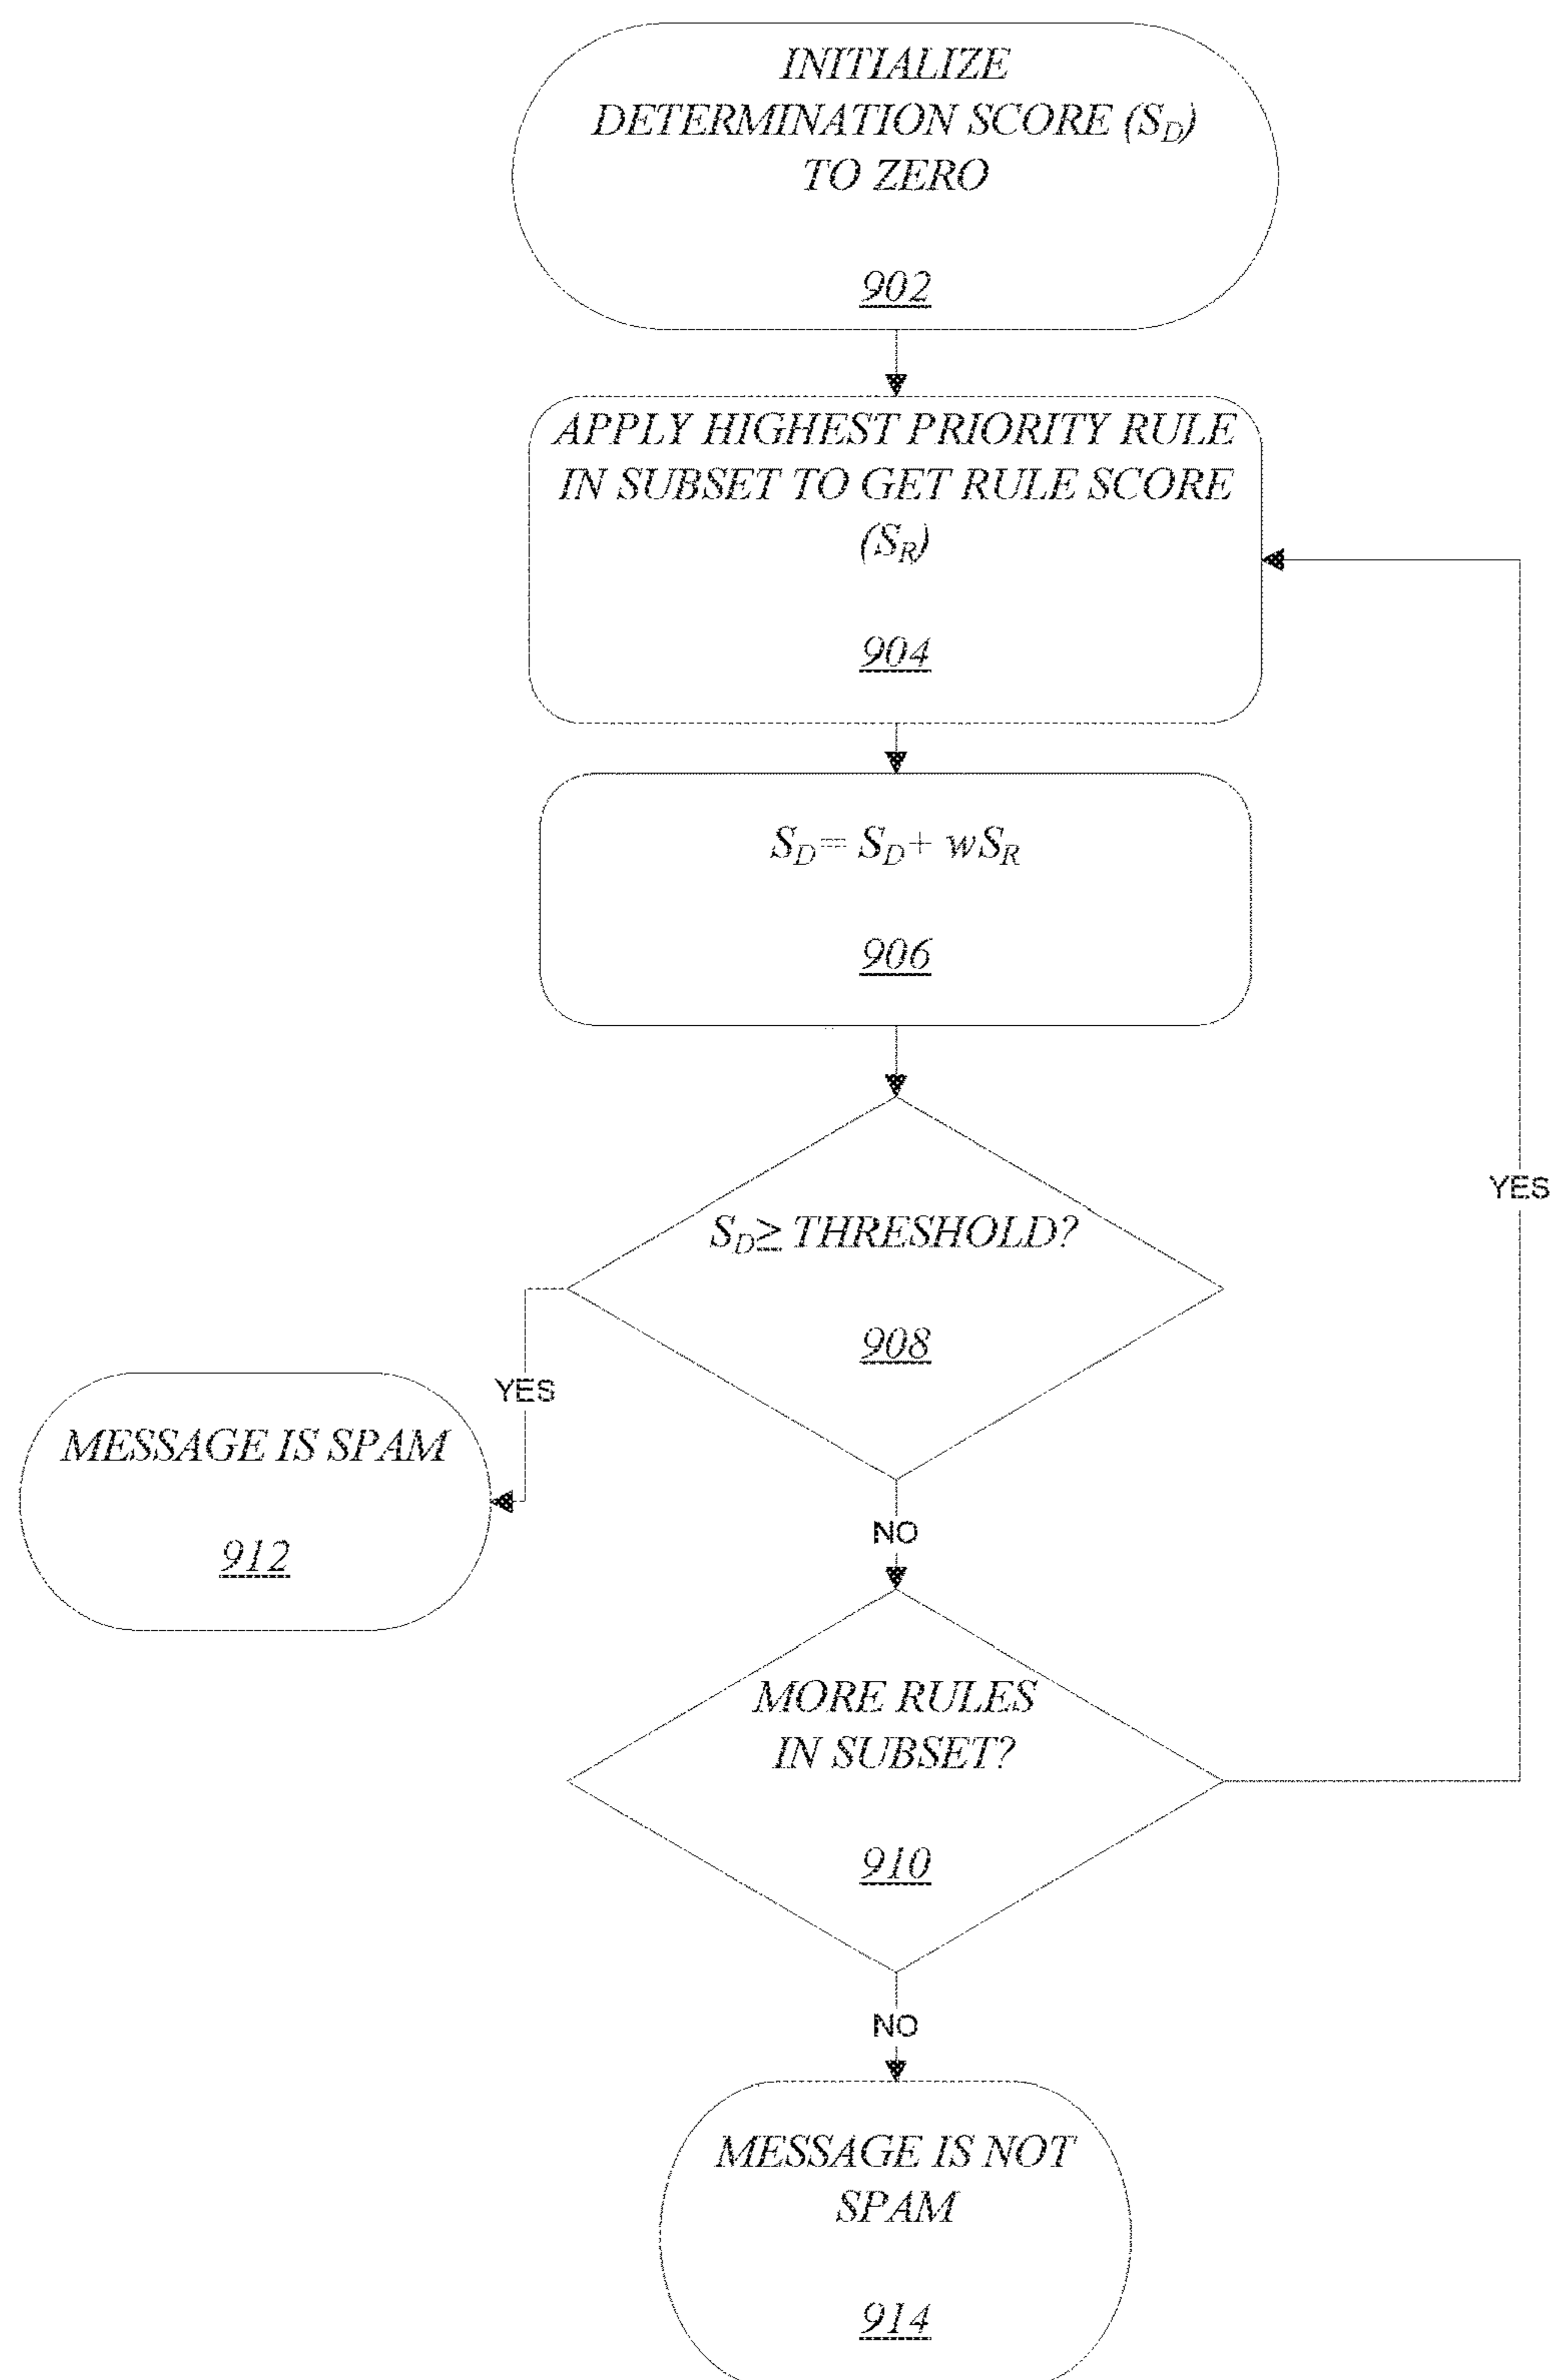 INITIALIZE
DETERMINATION SCORE (S_D)
TO ZERO
902
APPLY HIGHEST PRIORITY RULE
IN SUBSET TO GET RULE SCORE
(S_R)
904
S_D= S_D+ wS_R
906
S_D≥ THRESHOLD?
908
YES
MESSAGE IS SPAM
912
NO
MORE RULES
IN SUBSET?
910
YES
NO
MESSAGE IS NOT
SPAM
914